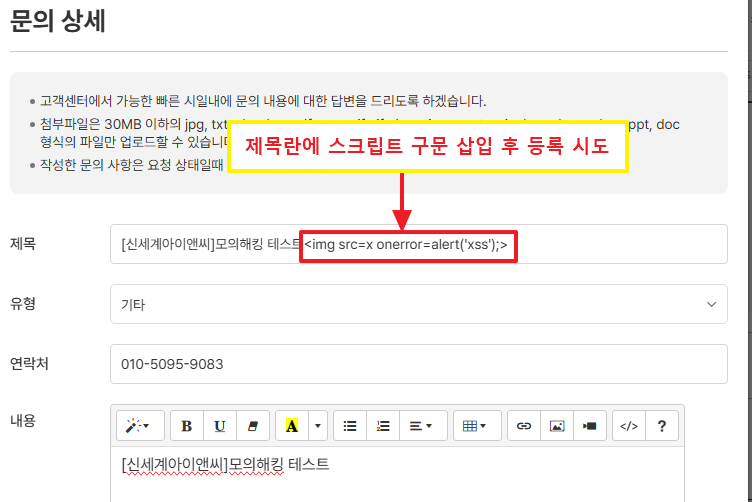 문의 상세
고객센터에서 가능한 빠른 시일내에 문의 내용에 대한 답변을 드리도록 하겠습니다.
첨부파일은 30MB 이하의 jpg, txt ppt, doc
형식의 파일만 업로드할 수 있습니다
제목란에 스크립트 구문 삽입 후 등록 시도
작성한 문의 사항은 요청 상태일때
제목
[신세계아이앤씨]모의해킹 테스트<img src=x onerror=alert('xss');>
유형
기타
연락처
010-5095-9083
내용
B U A </> ?
[신세계아이앤씨]모의해킹 테스트